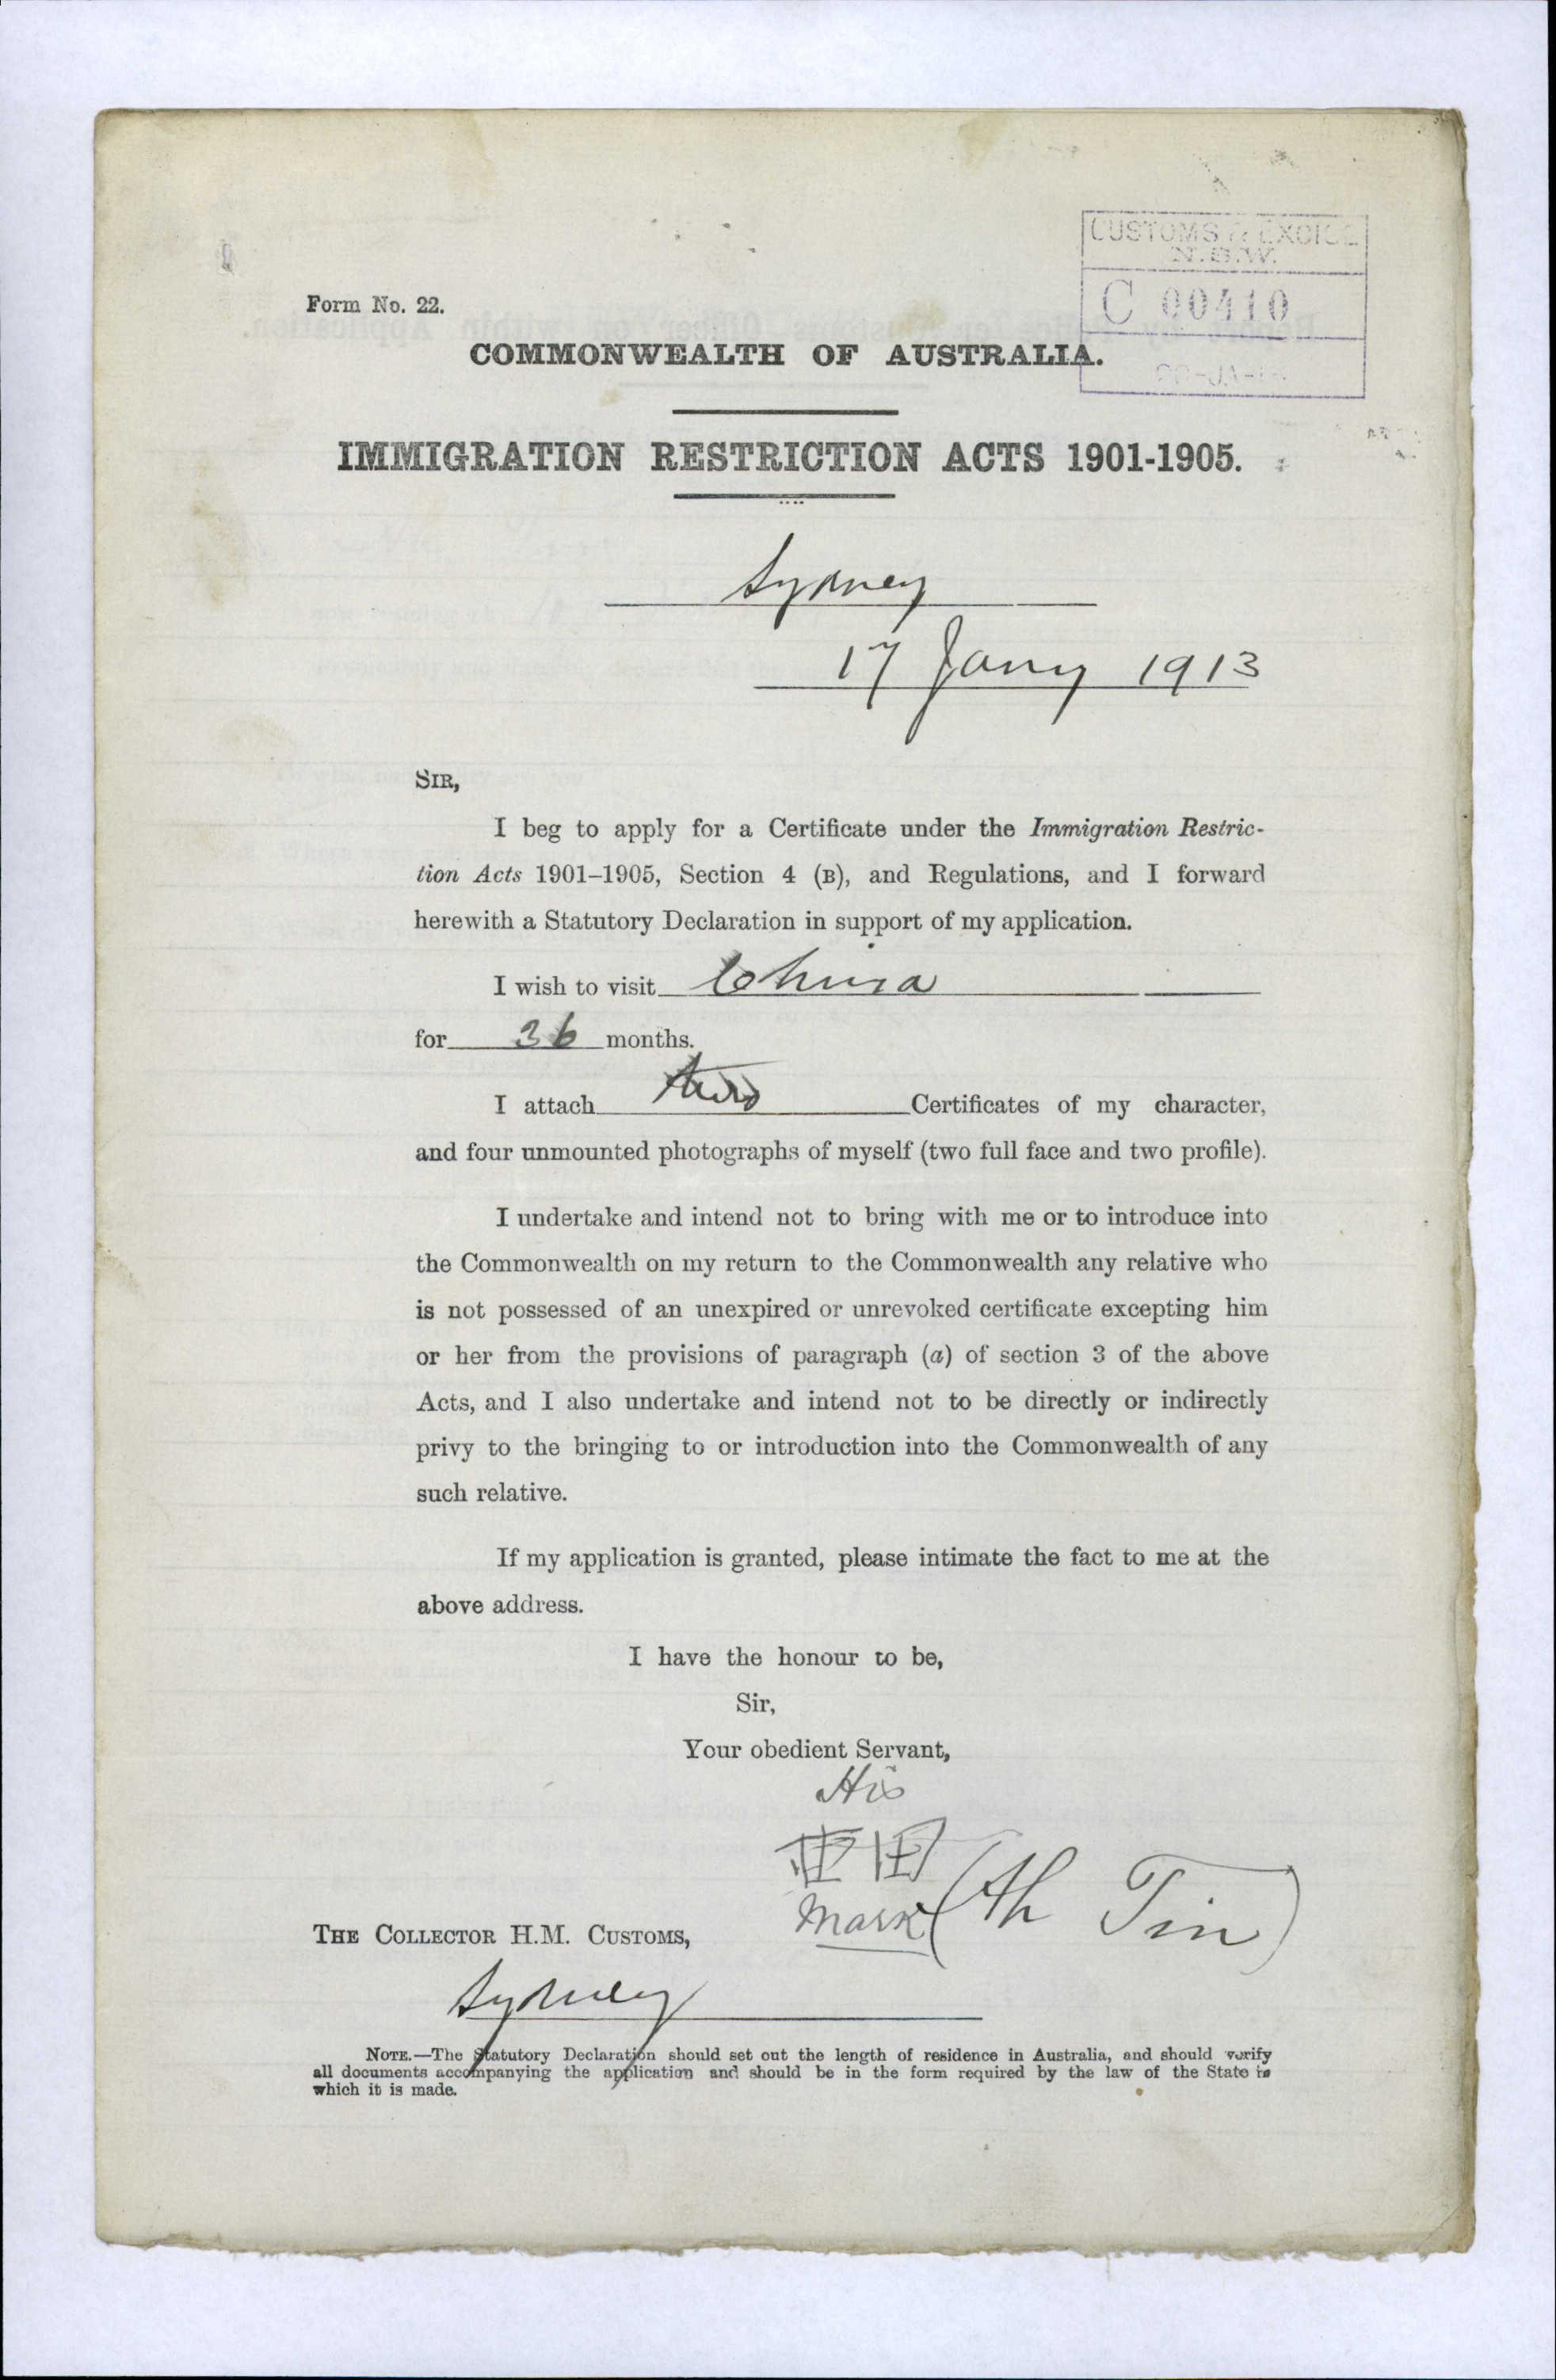 CUSTOMS & EXCISE
N.S.W.
C 00410
Form No. 22.
COMMONWEALTH OF AUSTRALIA.
IMMIGRATION RESTRICTION ACTS 1901-1905.
Sydney
17 Jany 1913
SIR,
I beg to apply for a Certificate under the Immigration Restric-
tion Acts 1901–1905, Section 4 (B), and Regulations, and I forward
herewith a Statutory Declaration in support of my application.
I wish to visit China
for 36 months.
I attach two Certificates of my character,
and four unmounted photographs of myself (two full face and two profile).
I undertake and intend not to bring with me or to introduce into
the Commonwealth on my return to the Commonwealth any relative who
is not possessed of an unexpired or unrevoked certificate excepting him
or her from the provisions of paragraph (a) of section 3 of the above
Acts, and I also undertake and intend not to be directly or indirectly
privy to the bringing to or introduction into the Commonwealth of any
such relative.
If my application is granted, please intimate the fact to me at the
above address.
I have the honour to be,
Sir,
Your obedient Servant,
His
mark (Ah Tin)
THE COLLECTOR H.M. CUSTOMS,
Sydney
NOTE.—The Statutory Declaration should set out the length of residence in Australia, and should verify
all documents accompanying the application and should be in the form required by the law of the State in
which it is made.